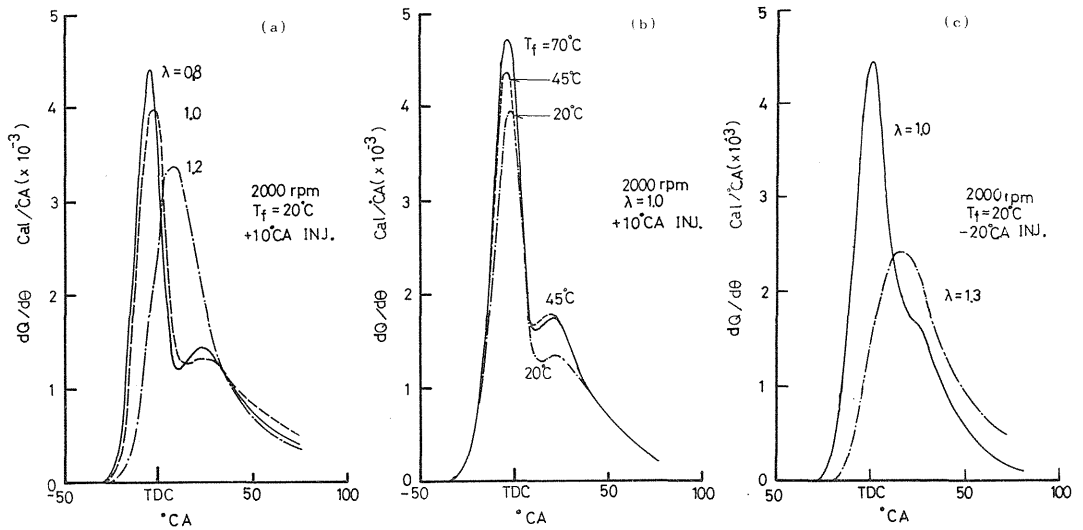 (a)
5
4
3
2
1
0
-50
TDC
50
100
°CA
dQ/dθ Cal/°CA (× 10⁻³)
λ = 0.8
1.0
1.2
2000 rpm
Tf = 20°C
+10°CA INJ.
(b)
5
4
3
2
1
0
-50
TDC
50
100
°CA
dQ/dθ Cal/°CA (× 10⁻³)
Tf = 70°C
45°C
20°C
2000 rpm
λ = 1.0
+10°CA INJ.
45°C
20°C
(c)
5
4
3
2
1
0
50
TDC
50
100
°CA
dQ/dθ Cal/°CA (×10⁻³)
λ = 1.0
2000 rpm
Tf = 20°C
-20°CA INJ.
λ = 1.3